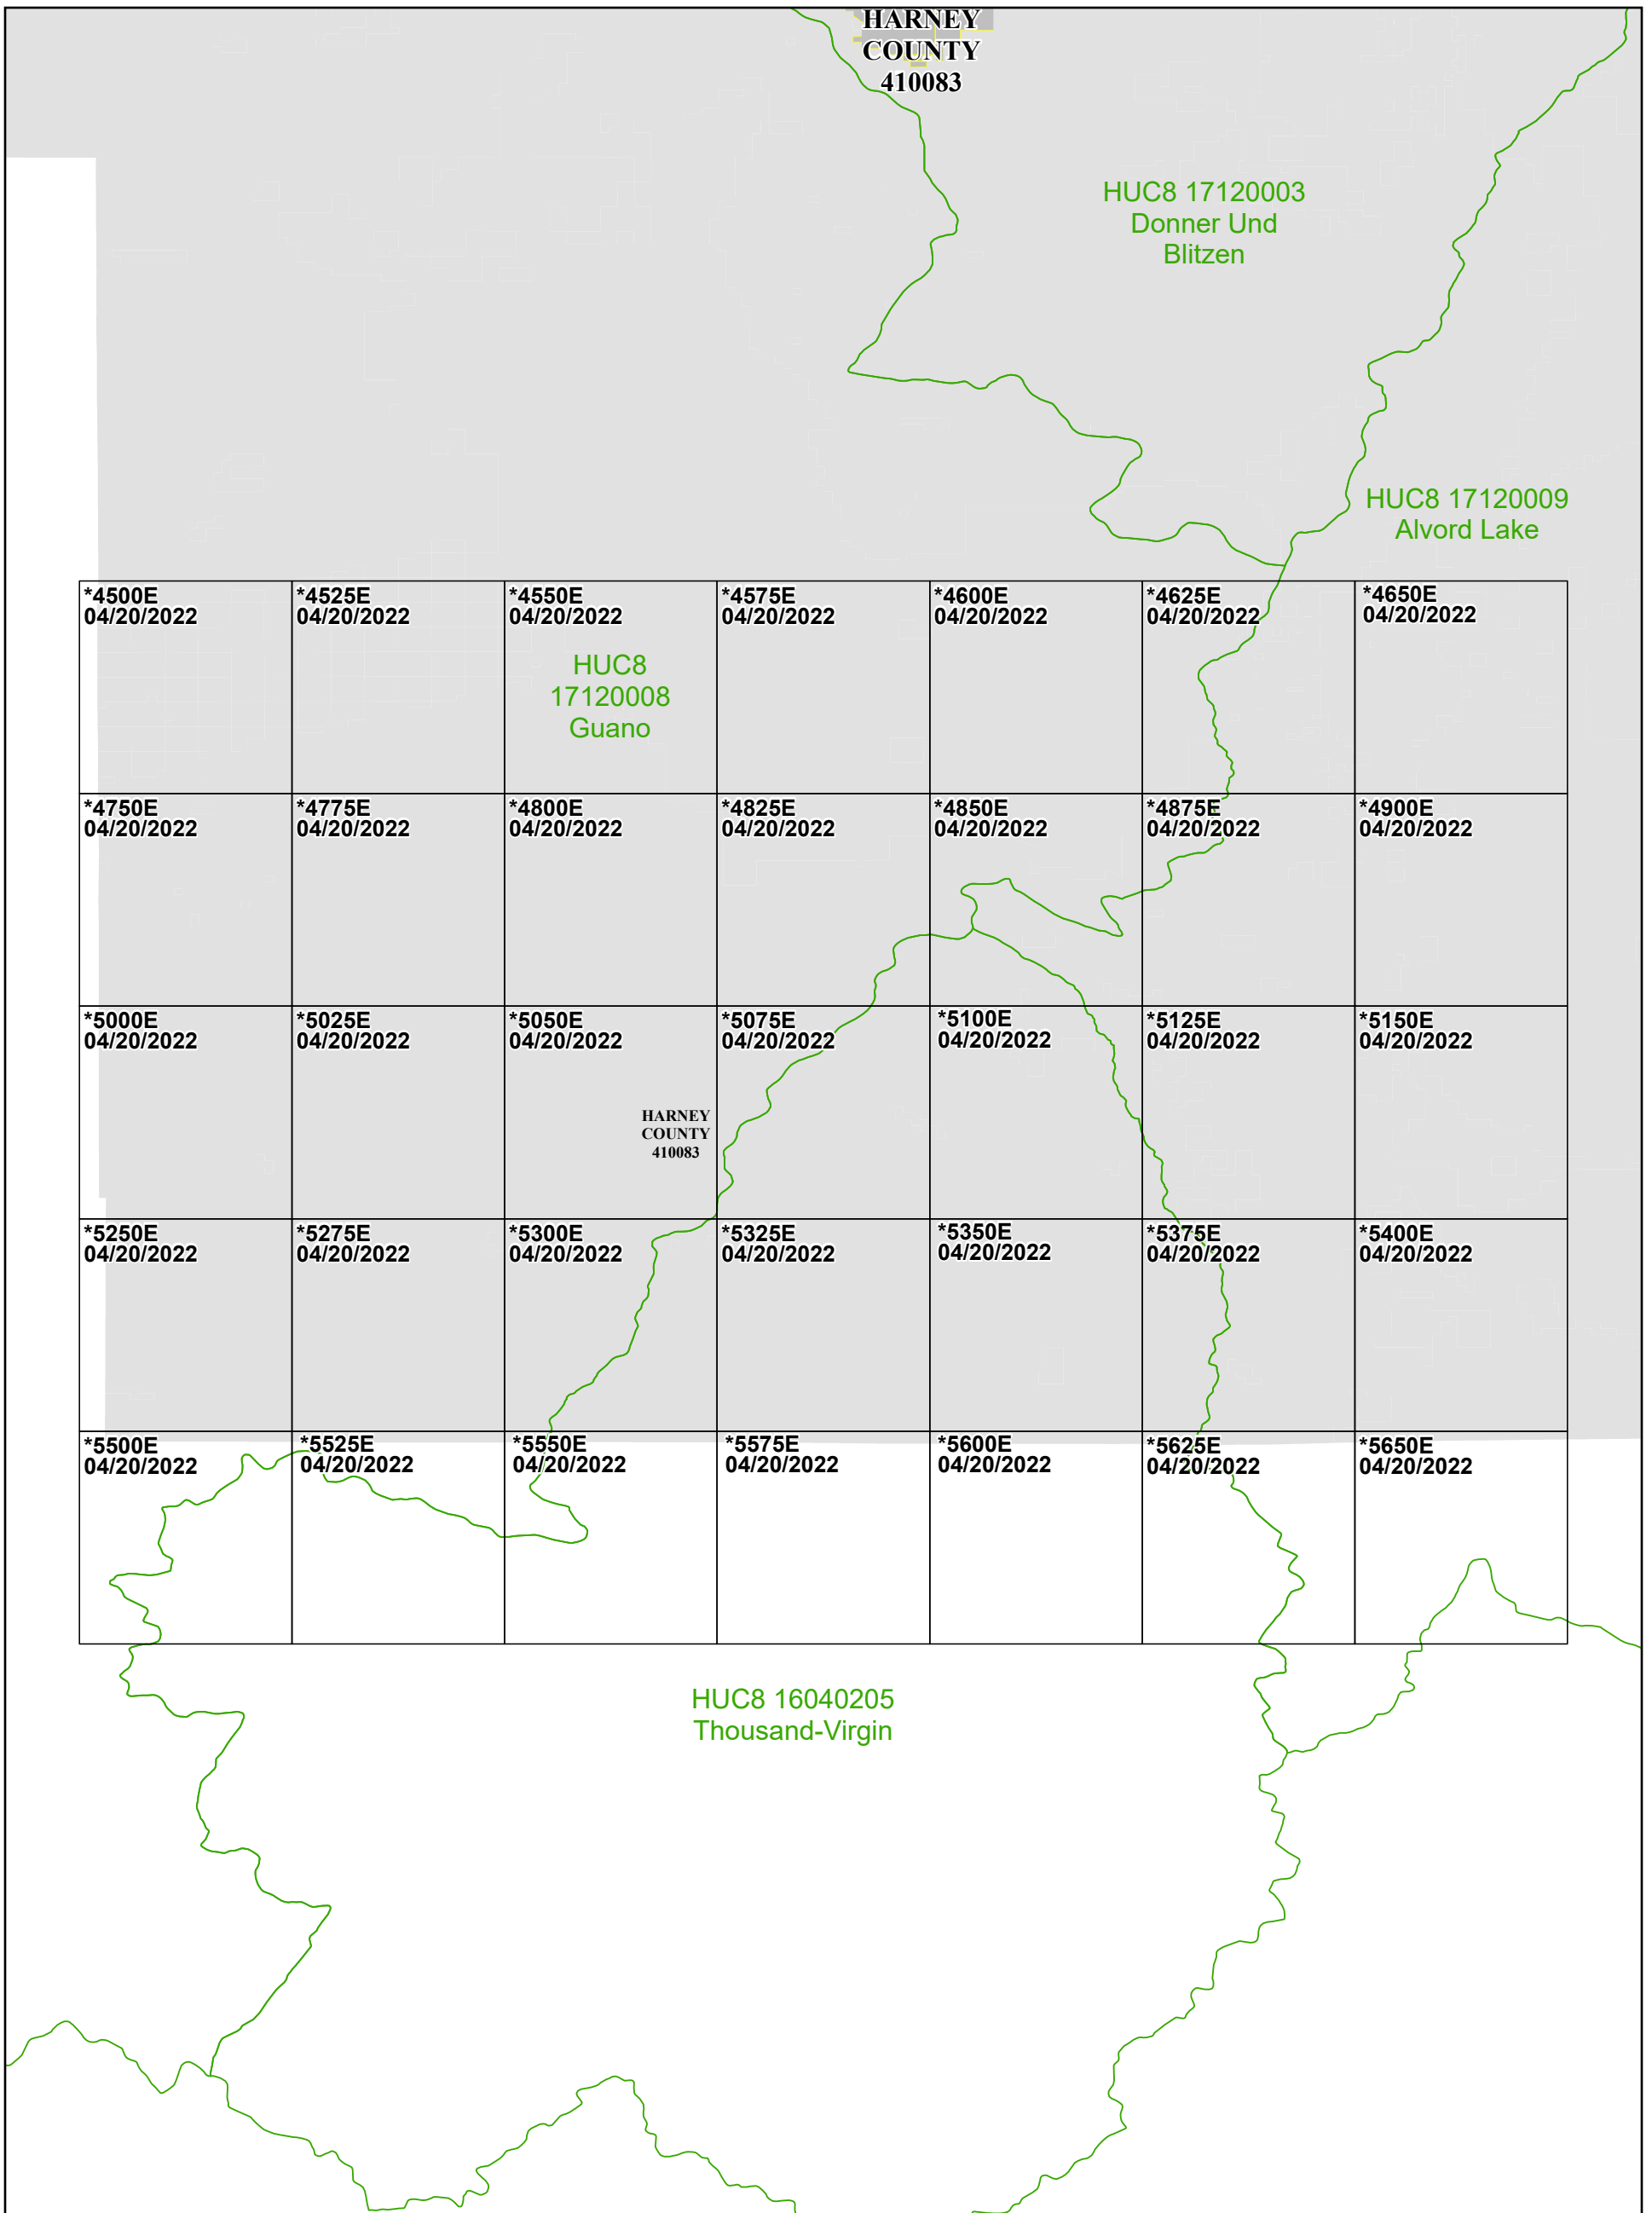 HARNEY
COUNTY
410083
HUC8 17120003
Donner Und
Blitzen
HUC8 17120009
Alvord Lake
*4500E
04/20/2022
*4525E
04/20/2022
*4550E
04/20/2022
*4575E
04/20/2022
*4600E
04/20/2022
*4625E
04/20/2022
*4650E
04/20/2022
HUC8
17120008
Guano
*4750E
04/20/2022
*4775E
04/20/2022
*4800E
04/20/2022
*4825E
04/20/2022
*4850E
04/20/2022
*4875E
04/20/2022
*4900E
04/20/2022
*5000E
04/20/2022
*5025E
04/20/2022
*5050E
04/20/2022
*5075E
04/20/2022
*5100E
04/20/2022
*5125E
04/20/2022
*5150E
04/20/2022
HARNEY
COUNTY
410083
*5250E
04/20/2022
*5275E
04/20/2022
*5300E
04/20/2022
*5325E
04/20/2022
*5350E
04/20/2022
*5375E
04/20/2022
*5400E
04/20/2022
*5500E
04/20/2022
*5525E
04/20/2022
*5550E
04/20/2022
*5575E
04/20/2022
*5600E
04/20/2022
*5625E
04/20/2022
*5650E
04/20/2022
HUC8 16040205
Thousand-Virgin